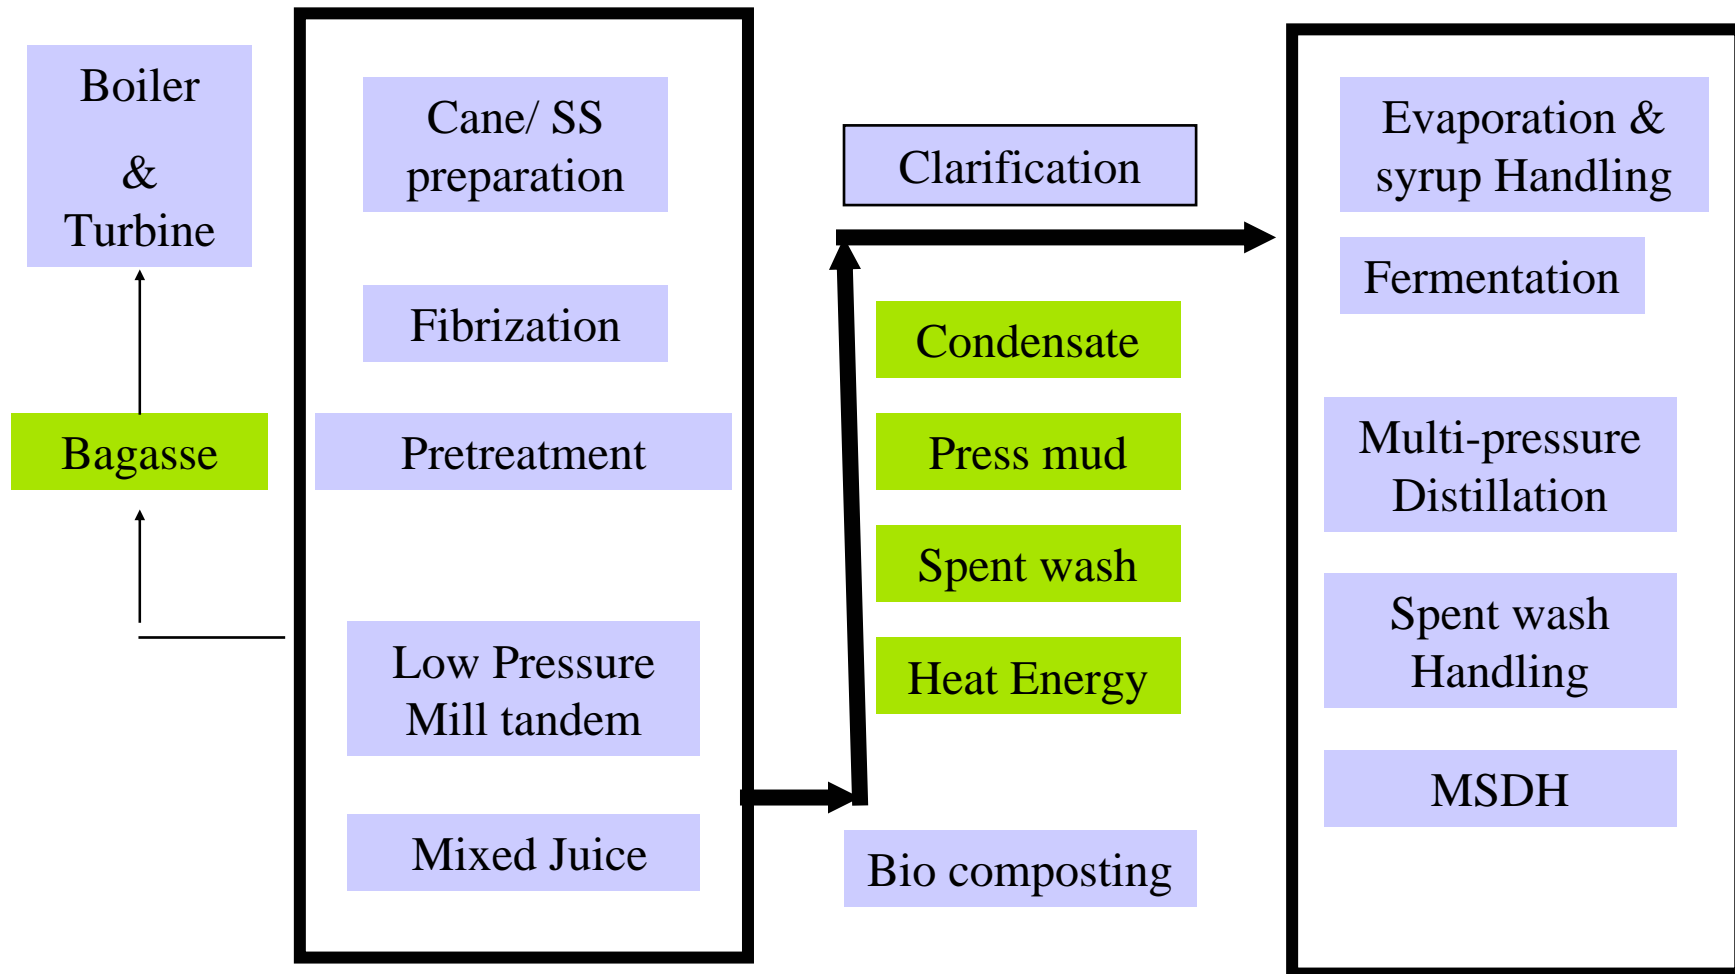 Boiler
&
Turbine
Bagasse
Cane/ SS
preparation
Fibrization
Pretreatment
Low Pressure
Mill tandem
Mixed Juice
Clarification
Condensate
Press mud
Spent wash
Heat Energy
Bio composting
Evaporation &
syrup Handling
Fermentation
Multi-pressure
Distillation
Spent wash
Handling
MSDH